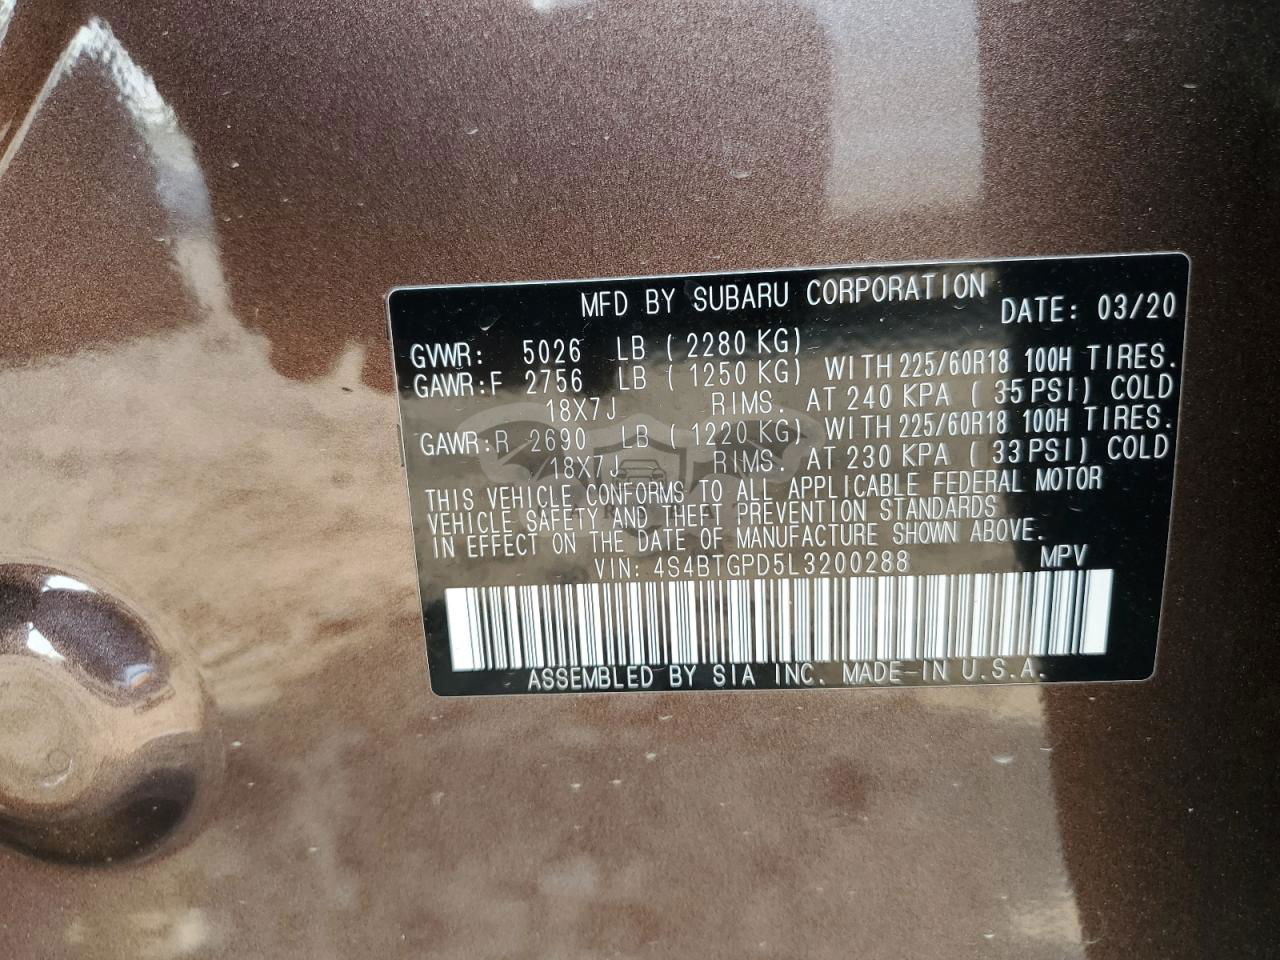 MFD BY SUBARU CORPORATION DATE: 03/20
GVWR: 5026 LB ( 2280 KG)
GAWR:F 2756 LB ( 1250 KG) WITH 225/60R18 100H TIRES.
18X7J RIMS. AT 240 KPA ( 35 PSI) COLD
GAWR:R 2690 LB ( 1220 KG) WITH 225/60R18 100H TIRES.
18X7J RIMS. AT 230 KPA ( 33 PSI) COLD
THIS VEHICLE CONFORMS TO ALL APPLICABLE FEDERAL MOTOR
VEHICLE SAFETY AND THEFT PREVENTION STANDARDS
IN EFFECT ON THE DATE OF MANUFACTURE SHOWN ABOVE.
VIN: 4S4BTGPD5L3200288 MPV
ASSEMBLED BY SIA INC. MADE-IN U.S.A.